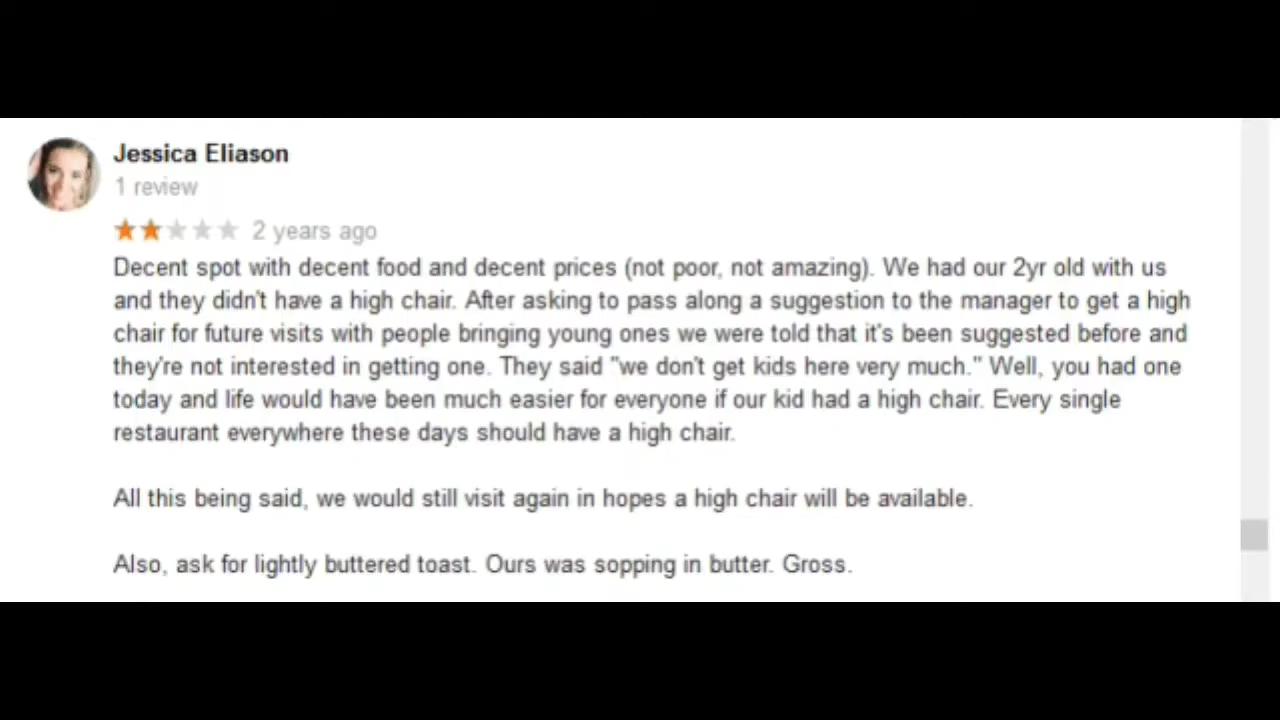 Jessica Eliason
1 review
2 years ago
Decent spot with decent food and decent prices (not poor, not amazing). We had our 2yr old with us
and they didn't have a high chair. After asking to pass along a suggestion to the manager to get a high
chair for future visits with people bringing young ones we were told that it's been suggested before and
they're not interested in getting one. They said "we don't get kids here very much." Well, you had one
today and life would have been much easier for everyone if our kid had a high chair. Every single
restaurant everywhere these days should have a high chair.
All this being said, we would still visit again in hopes a high chair will be available.
Also, ask for lightly buttered toast. Ours was sopping in butter. Gross.